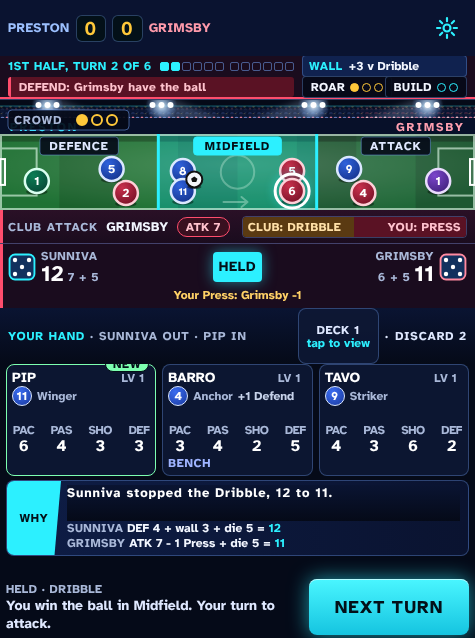 PRESTON 0 0 GRIMSBY
1ST HALF, TURN 2 OF 6
WALL +3 v Dribble
DEFEND: Grimsby have the ball
ROAR BUILD
CROWD
PRESTON GRIMSBY
DEFENCE MIDFIELD ATTACK
1 5 2 8 11 5 6 9 4 1
CLUB ATTACK GRIMSBY ATK 7 CLUB: DRIBBLE YOU: PRESS
SUNNIVA
12 7 + 5
HELD
GRIMSBY
6 + 5 11
Your Press: Grimsby -1
YOUR HAND · SUNNIVA OUT · PIP IN
DECK 1
tap to view
· DISCARD 2
NEW
PIP LV 1
11 Winger
PAC PAS SHO DEF
6 4 3 3
BARRO LV 1
4 Anchor +1 Defend
PAC PAS SHO DEF
3 4 2 5
BENCH
TAVO LV 1
9 Striker
PAC PAS SHO DEF
4 3 6 2
WHY
Sunniva stopped the Dribble, 12 to 11.
SUNNIVA DEF 4 + wall 3 + die 5 = 12
GRIMSBY ATK 7 - 1 Press + die 5 = 11
HELD · DRIBBLE
You win the ball in Midfield. Your turn to
attack.
NEXT TURN